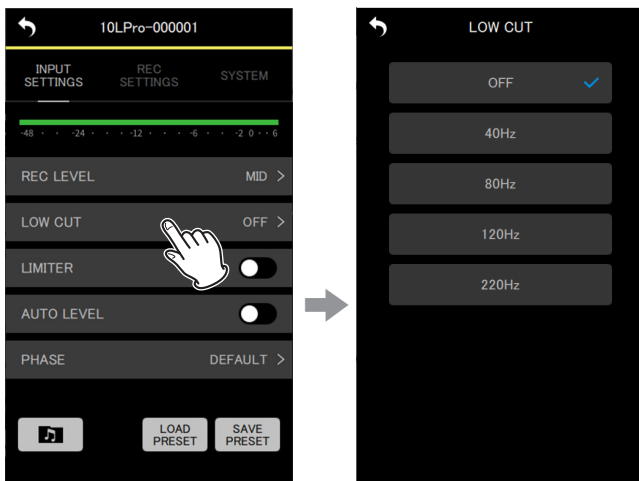 10LPro-000001
INPUT SETTINGS
REC SETTINGS
SYSTEM
-48 · · -24 · · · -12 · · · -6 · · -2 0 · · 6
REC LEVEL MID >
LOW CUT OFF >
LIMITER
AUTO LEVEL
PHASE DEFAULT >
LOAD PRESET
SAVE PRESET
LOW CUT
OFF
40Hz
80Hz
120Hz
220Hz